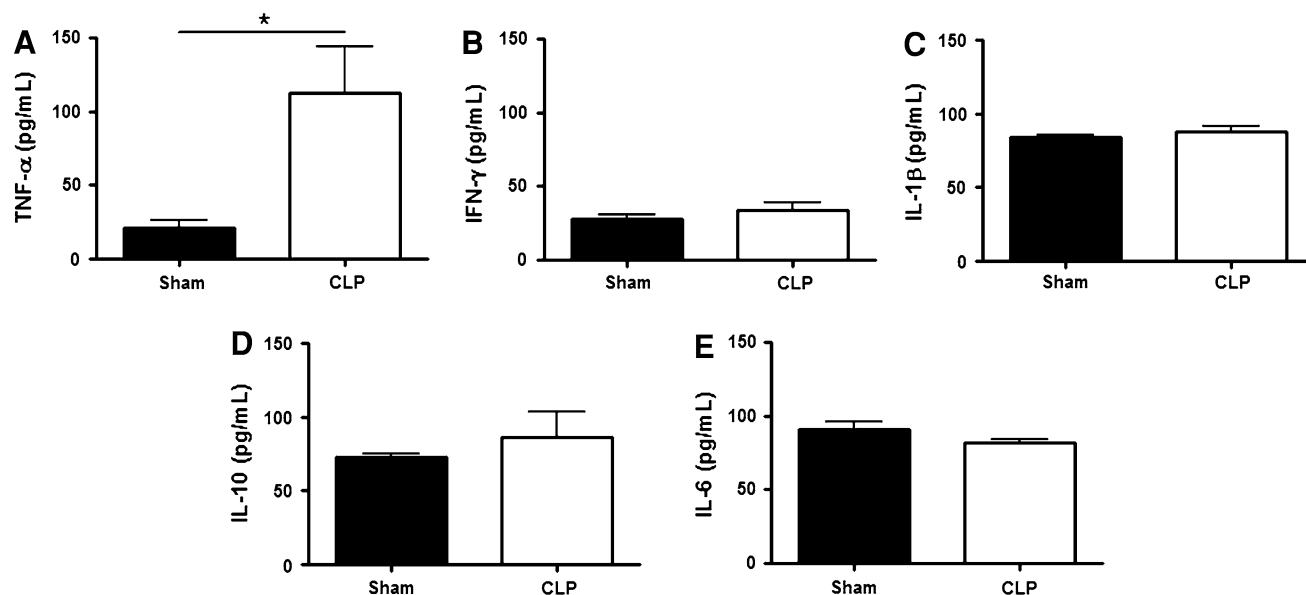 A
*
TNF-α (pg/mL)
150
100
50
0
Sham CLP
B
IFN-γ (pg/mL)
150
100
50
0
Sham CLP
C
IL-1β (pg/mL)
150
100
50
0
Sham CLP
D
IL-10 (pg/mL)
150
100
50
0
Sham CLP
E
IL-6 (pg/mL)
150
100
50
0
Sham CLP